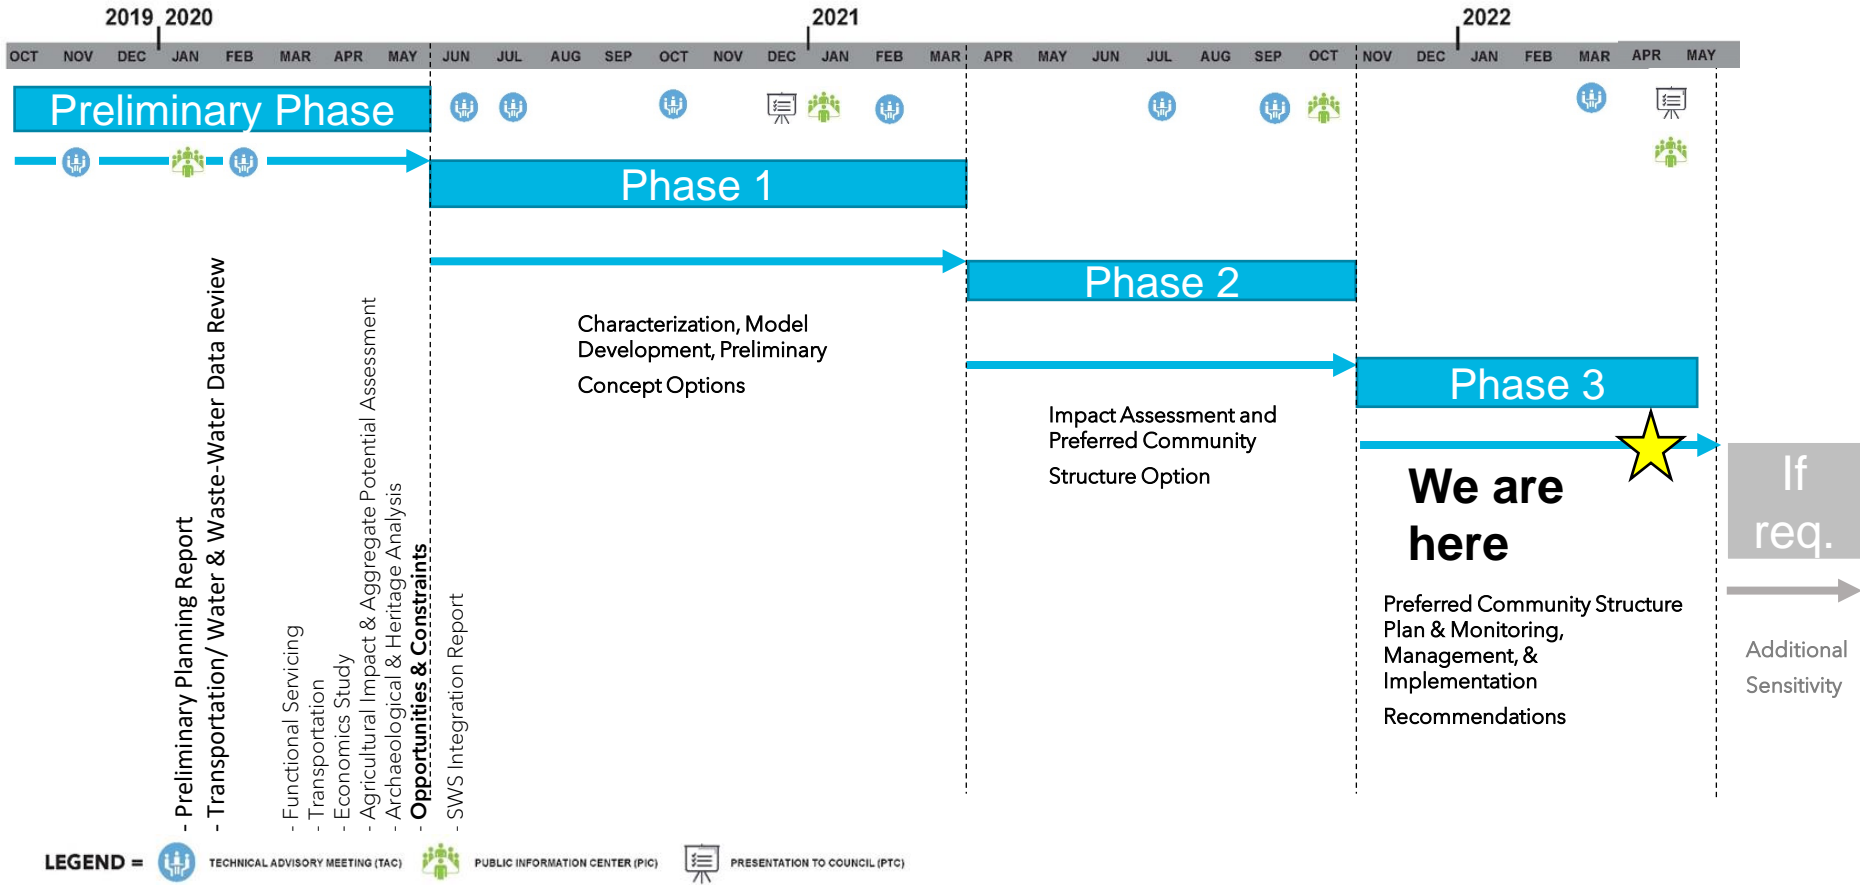 2019 2020 2021 2022
OCT NOV DEC JAN FEB MAR APR MAY JUN JUL AUG SEP OCT NOV DEC JAN FEB MAR APR MAY JUN JUL AUG SEP OCT NOV DEC JAN FEB MAR APR MAY
Preliminary Phase
Phase 1
Phase 2
Phase 3
Characterization, Model
Development, Preliminary
Concept Options
Impact Assessment and
Preferred Community
Structure Option
We are
here
Preferred Community Structure
Plan & Monitoring,
Management, &
Implementation
Recommendations
If
req.
Additional
Sensitivity
- Preliminary Planning Report
- Transportation/ Water & Waste-Water Data Review
- Functional Servicing
- Transportation
- Economics Study
- Agricultural Impact & Aggregate Potential Assessment
- Archaeological & Heritage Analysis
- Opportunities & Constraints
- SWS Integration Report
LEGEND = TECHNICAL ADVISORY MEETING (TAC) PUBLIC INFORMATION CENTER (PIC) PRESENTATION TO COUNCIL (PTC)